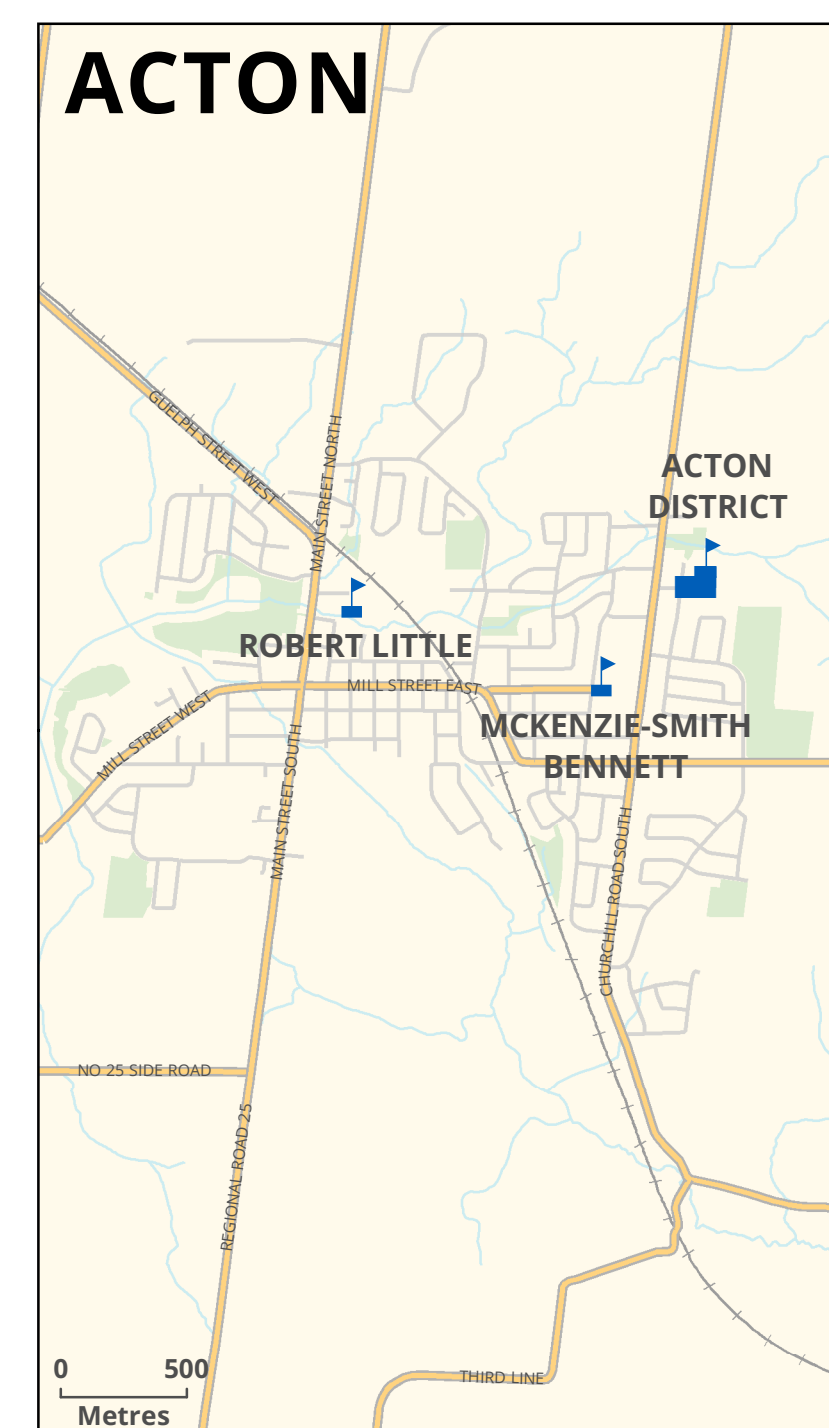 ACTON
GUELPH STREET WEST
MAIN STREET NORTH
ACTON
DISTRICT
ROBERT LITTLE
MILL STREET EAST
MILL STREET WEST
MCKENZIE-SMITH
BENNETT
MAIN STREET SOUTH
CHURCHILL ROAD SOUTH
NO 25 SIDE ROAD
REGIONAL ROAD 25
THIRD LINE
0 500
Metres